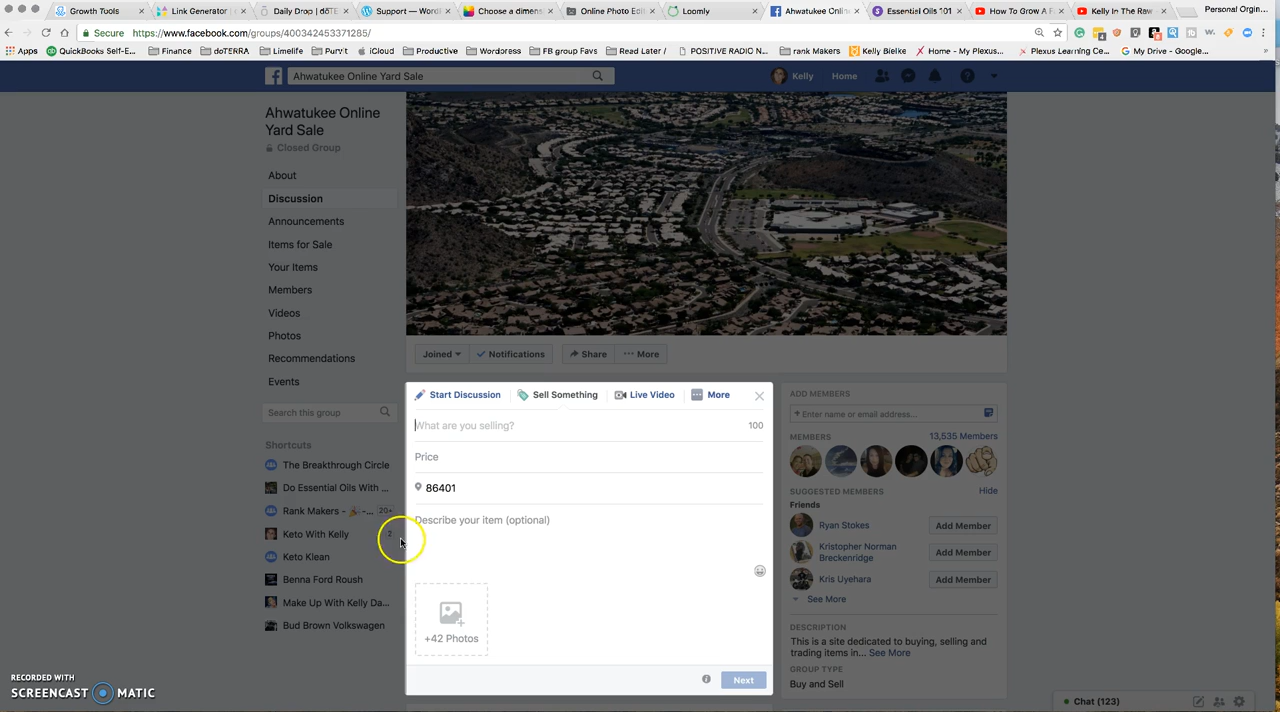 Growth Tools
Link Generator |
Daily Drop | dōTE
Support — Word
Choose a dimens
Online Photo Edi
Loomly
Ahwatukee Onlin
Essential Oils 101
How To Grow A F
Kelly In The Raw
Personal Orgin...
Secure https://www.facebook.com/groups/400342453371285/
Apps
QuickBooks Self-E...
Finance
doTERRA
Limelife
Purvit
iCloud
Productive
Wordpress
FB group Favs
Read Later /
POSITIVE RADIO N...
rank Makers
Kelly Bielke
Home - My Plexus...
Plexus Learning Ce...
My Drive - Google...
»
Ahwatukee Online Yard Sale
Kelly
Home
Ahwatukee Online
Yard Sale
Closed Group
About
Discussion
Announcements
Items for Sale
Your Items
Members
Videos
Photos
Recommendations
Events
Search this group
Shortcuts
The Breakthrough Circle
Do Essential Oils With ...
Rank Makers - 🎉 -... 20+
Keto With Kelly 2
Keto Klean
Benna Ford Roush
Make Up With Kelly Da...
Bud Brown Volkswagen
Joined
Notifications
Share
More
Start Discussion
Sell Something
Live Video
More
What are you selling?
100
Price
86401
Describe your item (optional)
+42 Photos
Next
ADD MEMBERS
+ Enter name or email address...
MEMBERS
13,535 Members
SUGGESTED MEMBERS
Hide
Friends
Ryan Stokes
Add Member
Kristopher Norman
Breckenridge
Add Member
Kris Uyehara
Add Member
See More
DESCRIPTION
This is a site dedicated to buying, selling and
trading items in... See More
GROUP TYPE
Buy and Sell
Chat (123)
RECORDED WITH
SCREENCAST MATIC